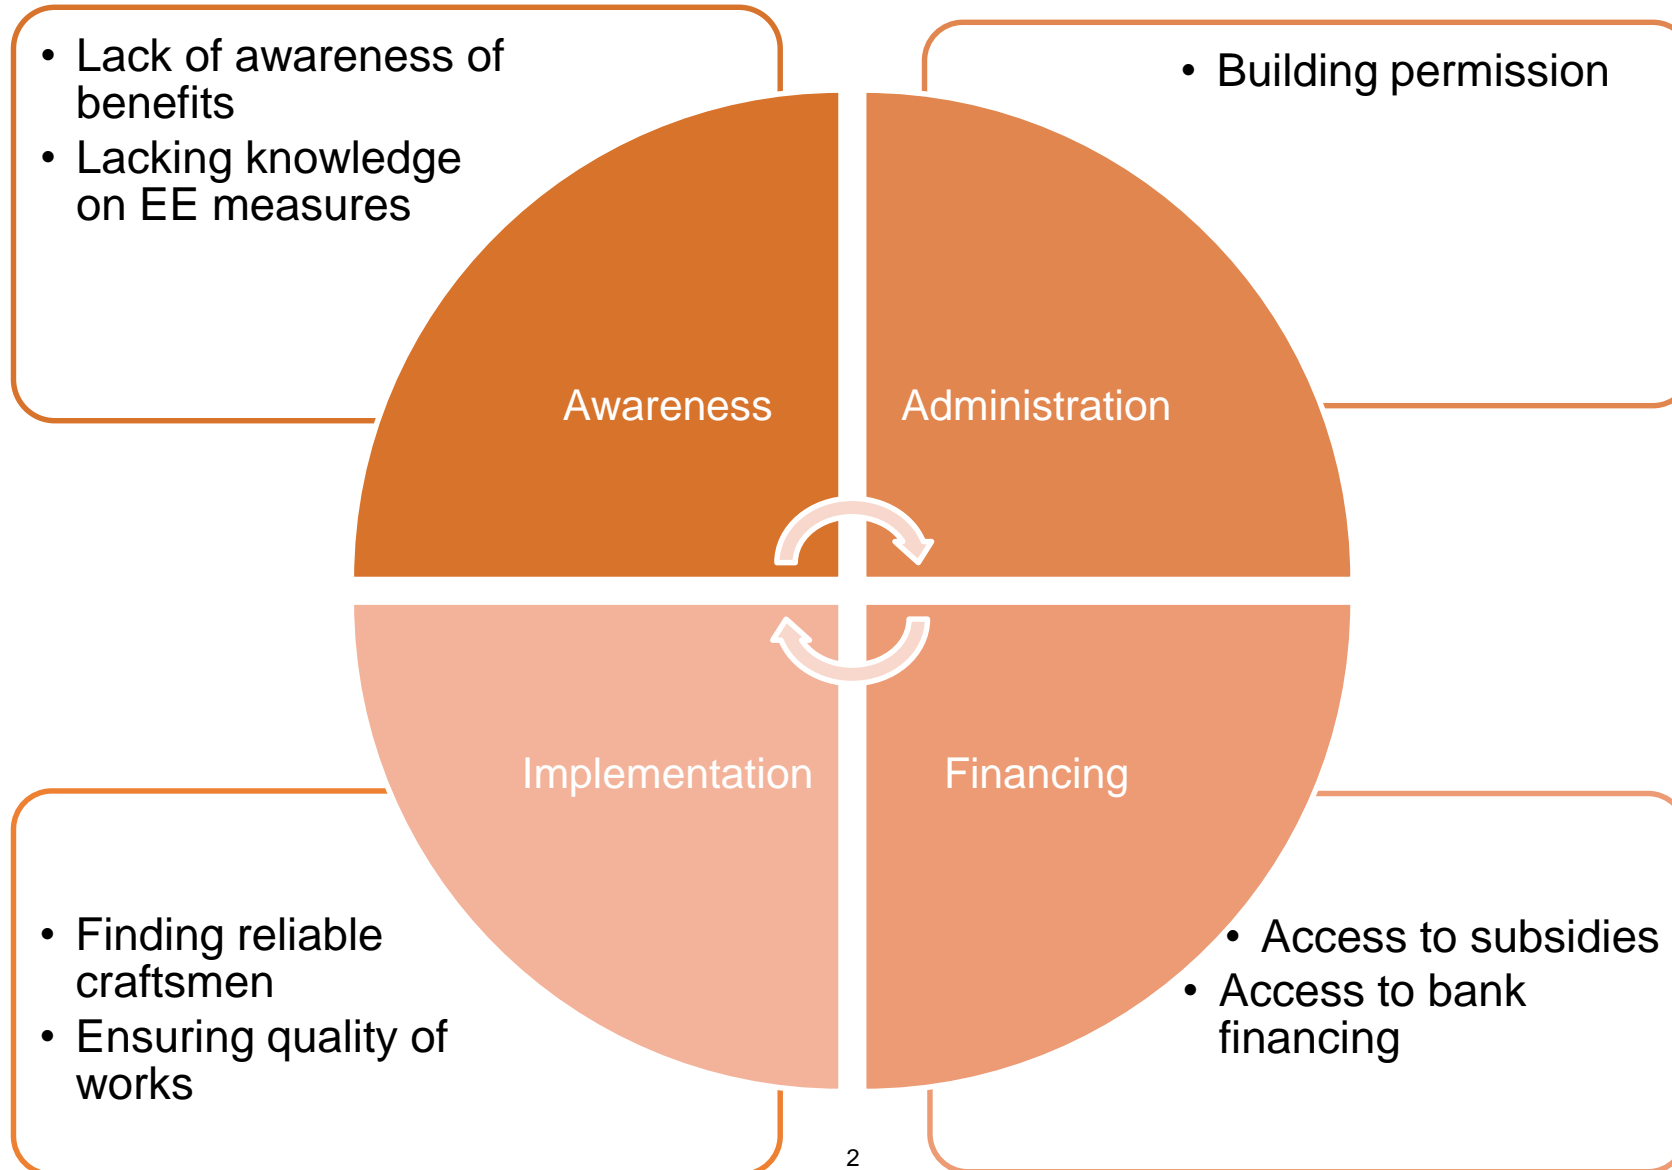 • Lack of awareness of
benefits
• Lacking knowledge
on EE measures
• Building permission
Awareness
Administration
Implementation
Financing
• Finding reliable
craftsmen
• Ensuring quality of
works
• Access to subsidies
• Access to bank
financing
2